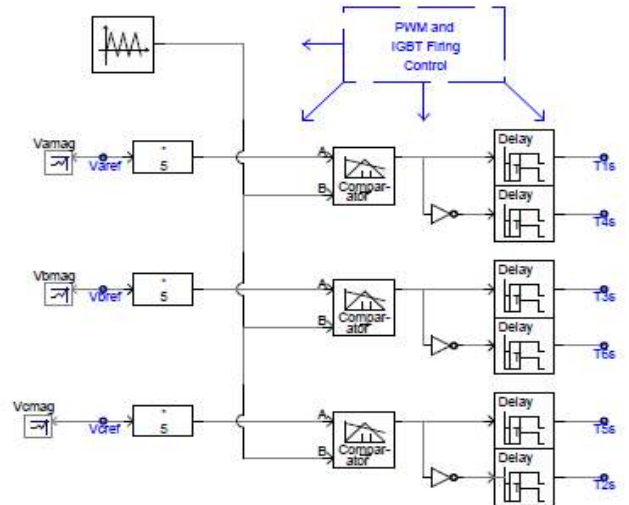 PWM and
IGBT Firing
Control
Vamag
Varef
*
5
A
B
Compar-
ator
Delay
T
T1s
Delay
T
T4s
Vbmag
Vbref
*
5
A
B
Compar-
ator
Delay
T
T3s
Delay
T
T6s
Vcmag
Vcref
*
5
A
B
Compar-
ator
Delay
T
T5s
Delay
T
T2s